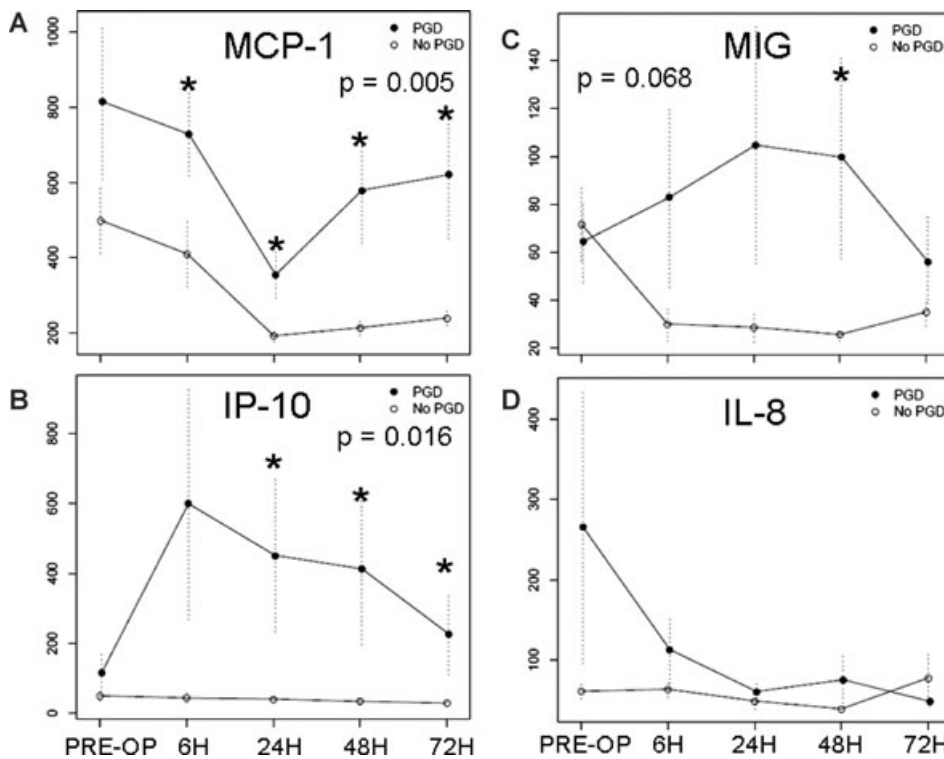 A
MCP-1
PGD
No PGD
p = 0.005
*
*
*
*
1000
800
600
400
200
C
MIG
PGD
No PGD
p = 0.068
*
140
120
100
80
60
40
20
B
IP-10
PGD
No PGD
p = 0.016
*
*
*
800
600
400
200
0
PRE-OP 6H 24H 48H 72H
D
IL-8
PGD
No PGD
400
300
200
100
PRE-OP 6H 24H 48H 72H